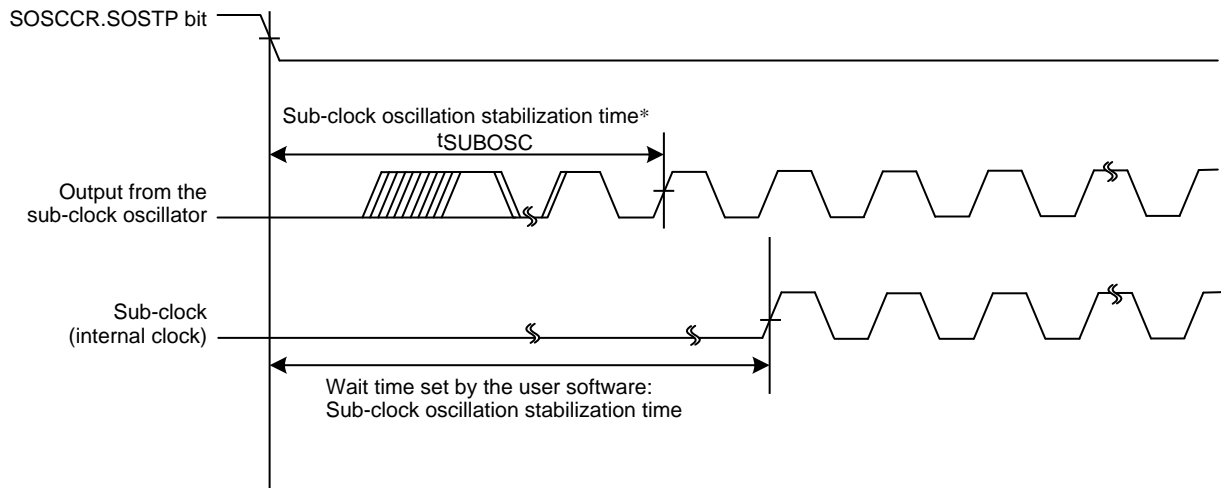 SOSCCR.SOSTP bit
Sub-clock oscillation stabilization time*
tSUBOSC
Output from the
sub-clock oscillator
Sub-clock
(internal clock)
Wait time set by the user software:
Sub-clock oscillation stabilization time